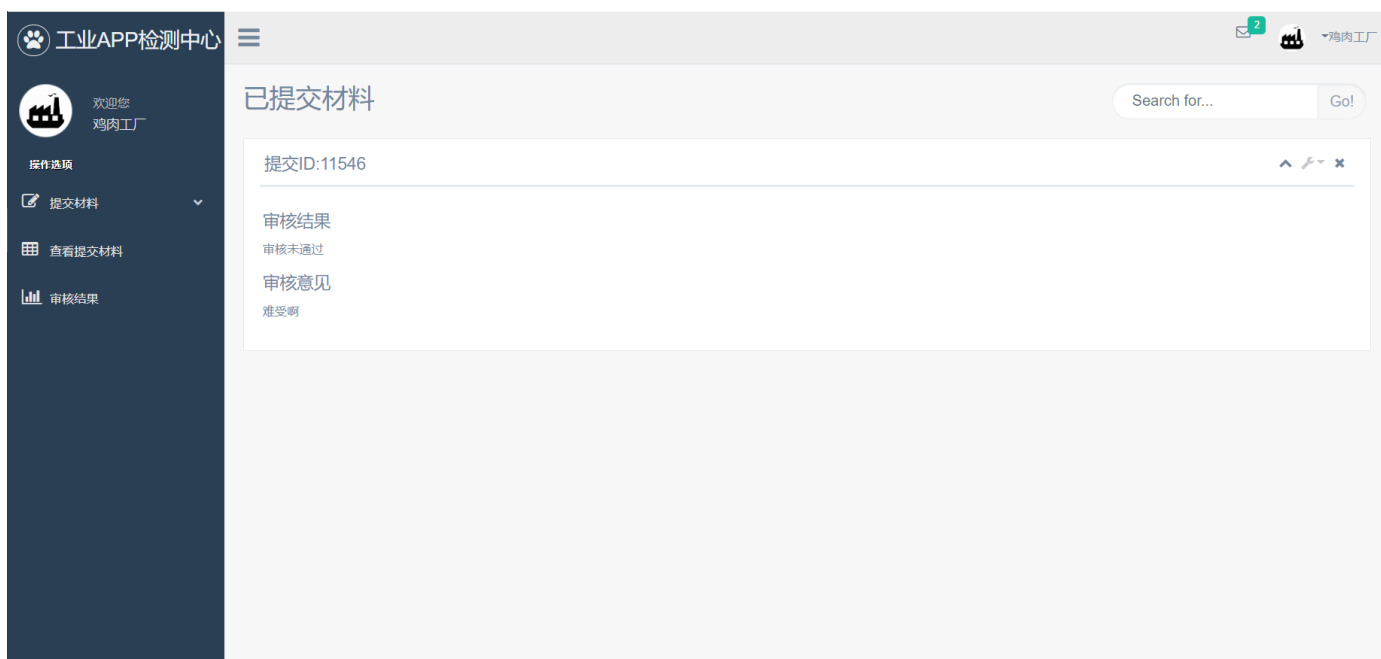 工业APP检测中心
2
鸡肉工厂
欢迎您
鸡肉工厂
操作选项
提交材料
查看提交材料
审核结果
已提交材料
Search for...
Go!
提交ID:11546
审核结果
审核未通过
审核意见
难受啊